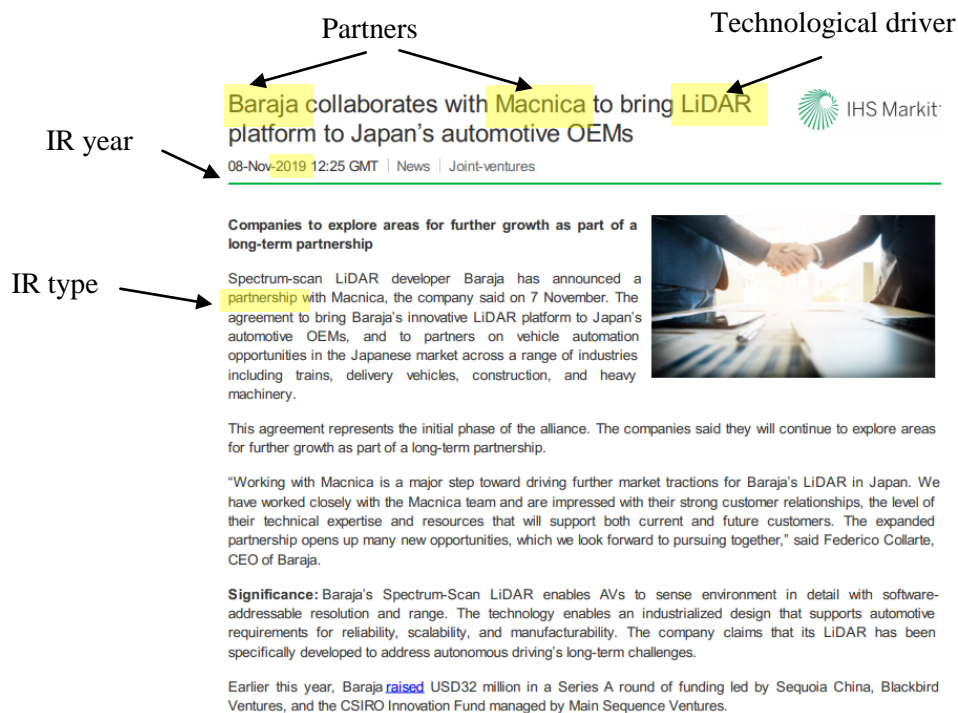 Partners
Technological driver
Baraja collaborates with Macnica to bring LiDAR
platform to Japan's automotive OEMs
IHS Markit
IR year
08-Nov-2019 12:25 GMT | News | Joint-ventures
Companies to explore areas for further growth as part of a
long-term partnership
IR type
Spectrum-scan LiDAR developer Baraja has announced a
partnership with Macnica, the company said on 7 November. The
agreement to bring Baraja's innovative LiDAR platform to Japan's
automotive OEMs, and to partners on vehicle automation
opportunities in the Japanese market across a range of industries
including trains, delivery vehicles, construction, and heavy
machinery.
This agreement represents the initial phase of the alliance. The companies said they will continue to explore areas
for further growth as part of a long-term partnership.
“Working with Macnica is a major step toward driving further market tractions for Baraja's LiDAR in Japan. We
have worked closely with the Macnica team and are impressed with their strong customer relationships, the level of
their technical expertise and resources that will support both current and future customers. The expanded
partnership opens up many new opportunities, which we look forward to pursuing together,” said Federico Collarte,
CEO of Baraja.
Significance: Baraja's Spectrum-Scan LiDAR enables AVs to sense environment in detail with software-
addressable resolution and range. The technology enables an industrialized design that supports automotive
requirements for reliability, scalability, and manufacturability. The company claims that its LiDAR has been
specifically developed to address autonomous driving's long-term challenges.
Earlier this year, Baraja raised USD32 million in a Series A round of funding led by Sequoia China, Blackbird
Ventures, and the CSIRO Innovation Fund managed by Main Sequence Ventures.